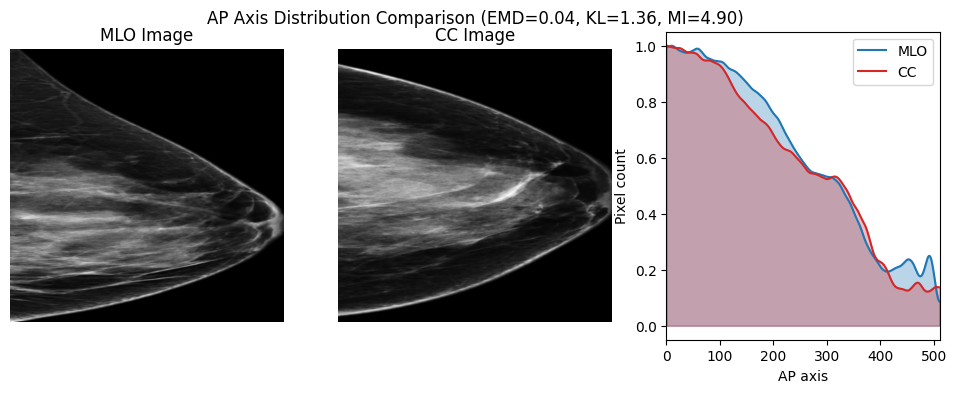 AP Axis Distribution Comparison (EMD=0.04, KL=1.36, MI=4.90)
MLO Image
CC Image
MLO
CC
Pixel count
1.0
0.8
0.6
0.4
0.2
0.0
0 100 200 300 400 500
AP axis